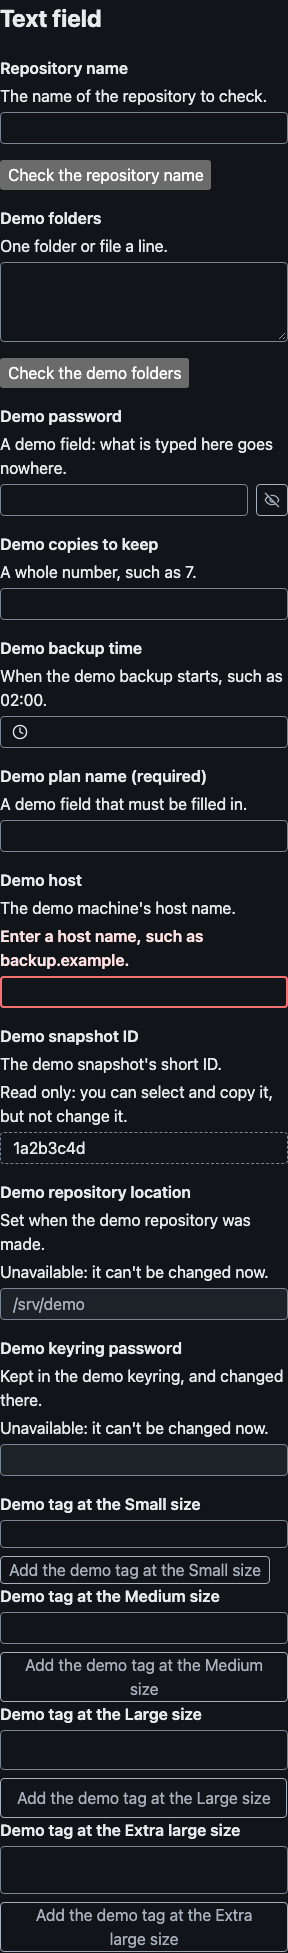 Text field
Repository name
The name of the repository to check.
Check the repository name
Demo folders
One folder or file a line.
Check the demo folders
Demo password
A demo field: what is typed here goes
nowhere.
Demo copies to keep
A whole number, such as 7.
Demo backup time
When the demo backup starts, such as
02:00.
Demo plan name (required)
A demo field that must be filled in.
Demo host
The demo machine's host name.
Enter a host name, such as
backup.example.
Demo snapshot ID
The demo snapshot's short ID.
Read only: you can select and copy it,
but not change it.
1a2b3c4d
Demo repository location
Set when the demo repository was
made.
Unavailable: it can't be changed now.
/srv/demo
Demo keyring password
Kept in the demo keyring, and changed
there.
Unavailable: it can't be changed now.
Demo tag at the Small size
Add the demo tag at the Small size
Demo tag at the Medium size
Add the demo tag at the Medium
size
Demo tag at the Large size
Add the demo tag at the Large size
Demo tag at the Extra large size
Add the demo tag at the Extra
large size